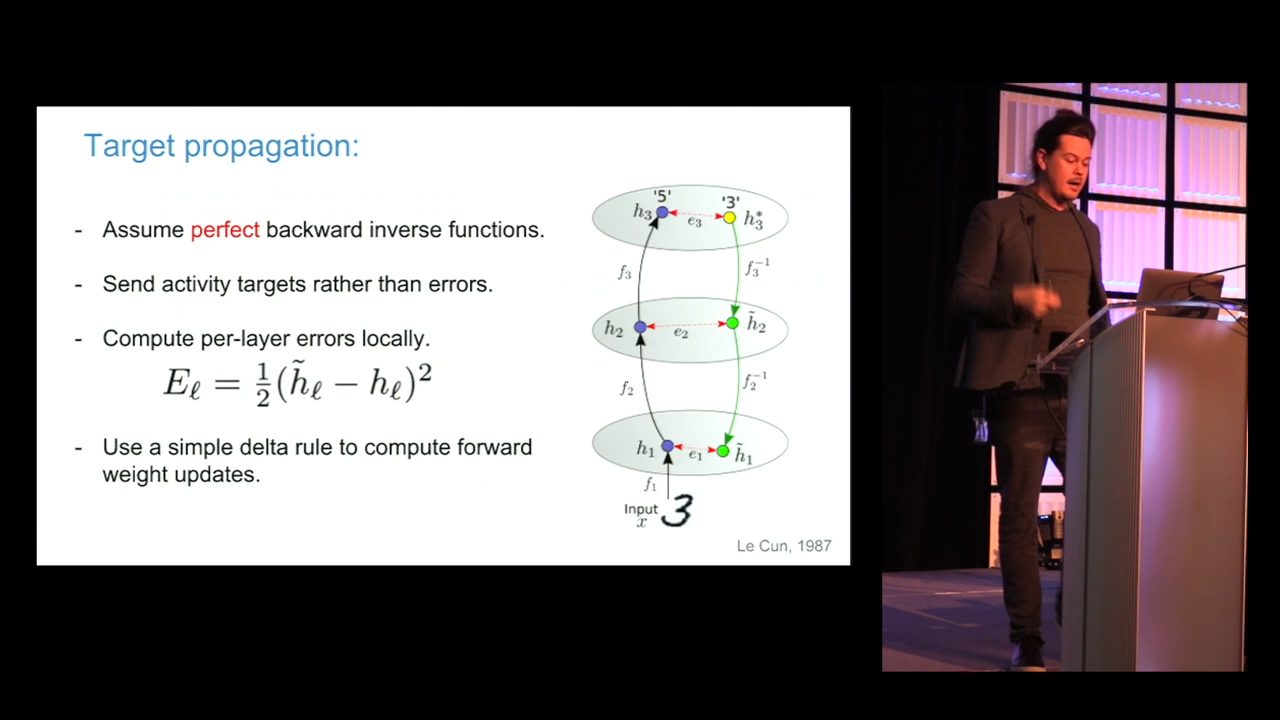 Target propagation:
- Assume perfect backward inverse functions.
- Send activity targets rather than errors.
- Compute per-layer errors locally.
E_ℓ = ½(h̃_ℓ − h_ℓ)²
- Use a simple delta rule to compute forward
weight updates.
'5' '3'
h₃ e₃ h₃*
f₃ f₃⁻¹
h₂ e₂ h̃₂
f₂ f₂⁻¹
h₁ e₁ h̃₁
f₁
Input 3
x
Le Cun, 1987